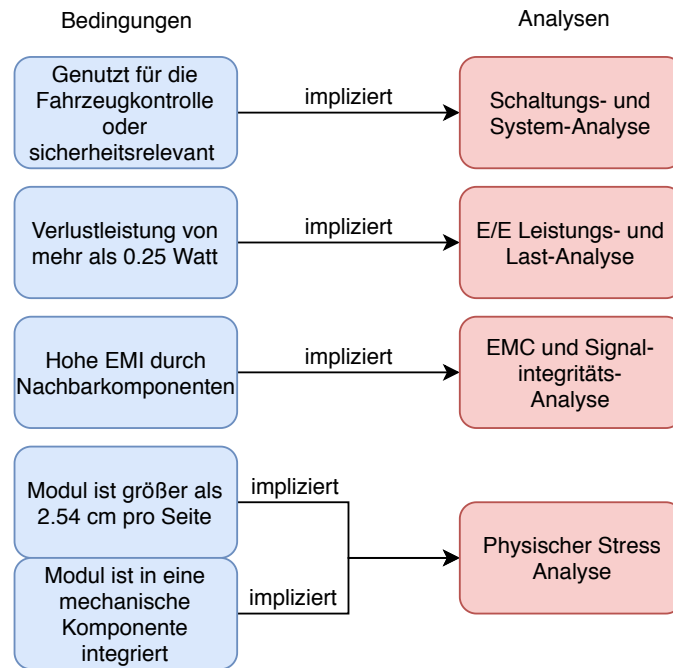 Bedingungen
Analysen
Genutzt für die
Fahrzeugkontrolle
oder
sicherheitsrelevant
impliziert
Schaltungs- und
System-Analyse
Verlustleistung von
mehr als 0.25 Watt
impliziert
E/E Leistungs- und
Last-Analyse
Hohe EMI durch
Nachbarkomponenten
impliziert
EMC und Signal-
integritäts-
Analyse
Modul ist größer als
2.54 cm pro Seite
impliziert
Modul ist in eine
mechanische
Komponente
integriert
impliziert
Physischer Stress
Analyse